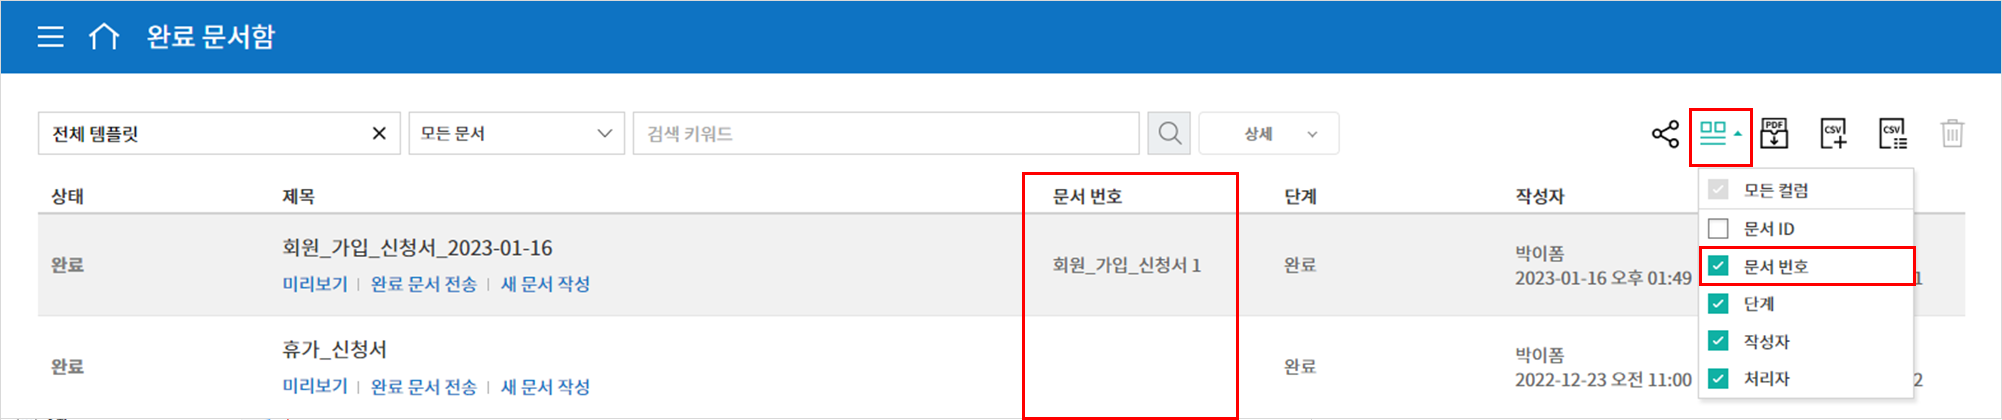 완료 문서함
전체 템플릿
모든 문서
검색 키워드
상세
PDF
CSV
CSV
상태 제목 문서 번호 단계 작성자
모든 컬럼
문서 ID
문서 번호
단계
작성자
처리자
완료 회원_가입_신청서_2023-01-16 회원_가입_신청서 1 완료 박이폼
미리보기 | 완료 문서 전송 | 새 문서 작성 2023-01-16 오후 01:49 1
완료 휴가_신청서 완료 박이폼
미리보기 | 완료 문서 전송 | 새 문서 작성 2022-12-23 오전 11:00 2